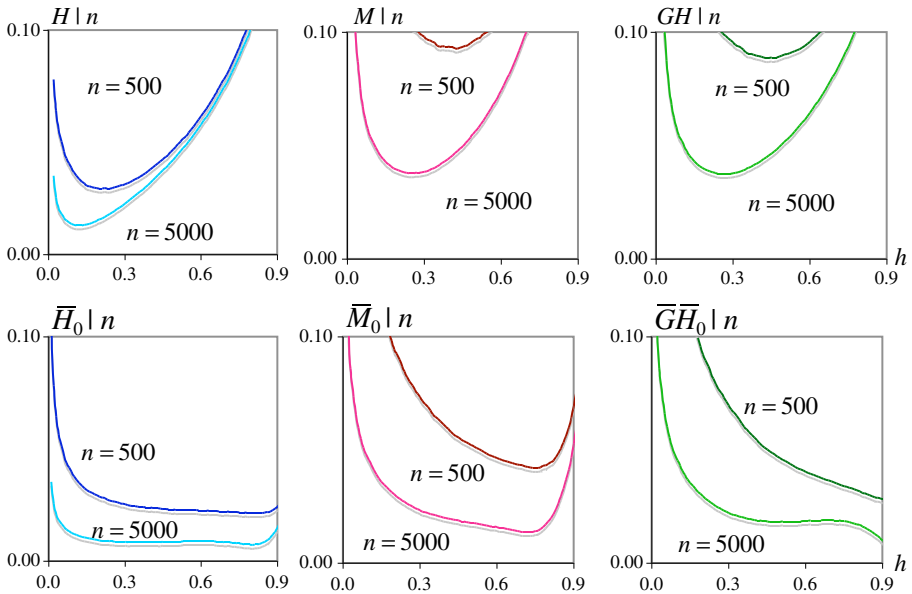 H | n
M | n
GH | n
0.10
0.10
0.10
n = 500
n = 500
n = 500
n = 5000
n = 5000
n = 5000
0.00
0.00
0.00
0.0 0.3 0.6 0.9
0.0 0.3 0.6 0.9
0.0 0.3 0.6 0.9 h
H̅₀ | n
M̅₀ | n
G̅H̅₀ | n
0.10
0.10
0.10
n = 500
n = 500
n = 500
n = 5000
n = 5000
n = 5000
0.00
0.00
0.00
0.0 0.3 0.6 0.9
0.0 0.3 0.6 0.9
0.0 0.3 0.6 0.9 h